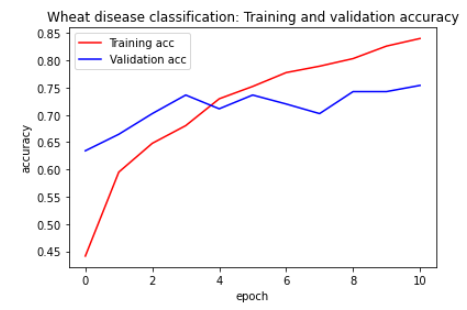 Wheat disease classification: Training and validation accuracy
Training acc
Validation acc
accuracy
0.85
0.80
0.75
0.70
0.65
0.60
0.55
0.50
0.45
0 2 4 6 8 10
epoch